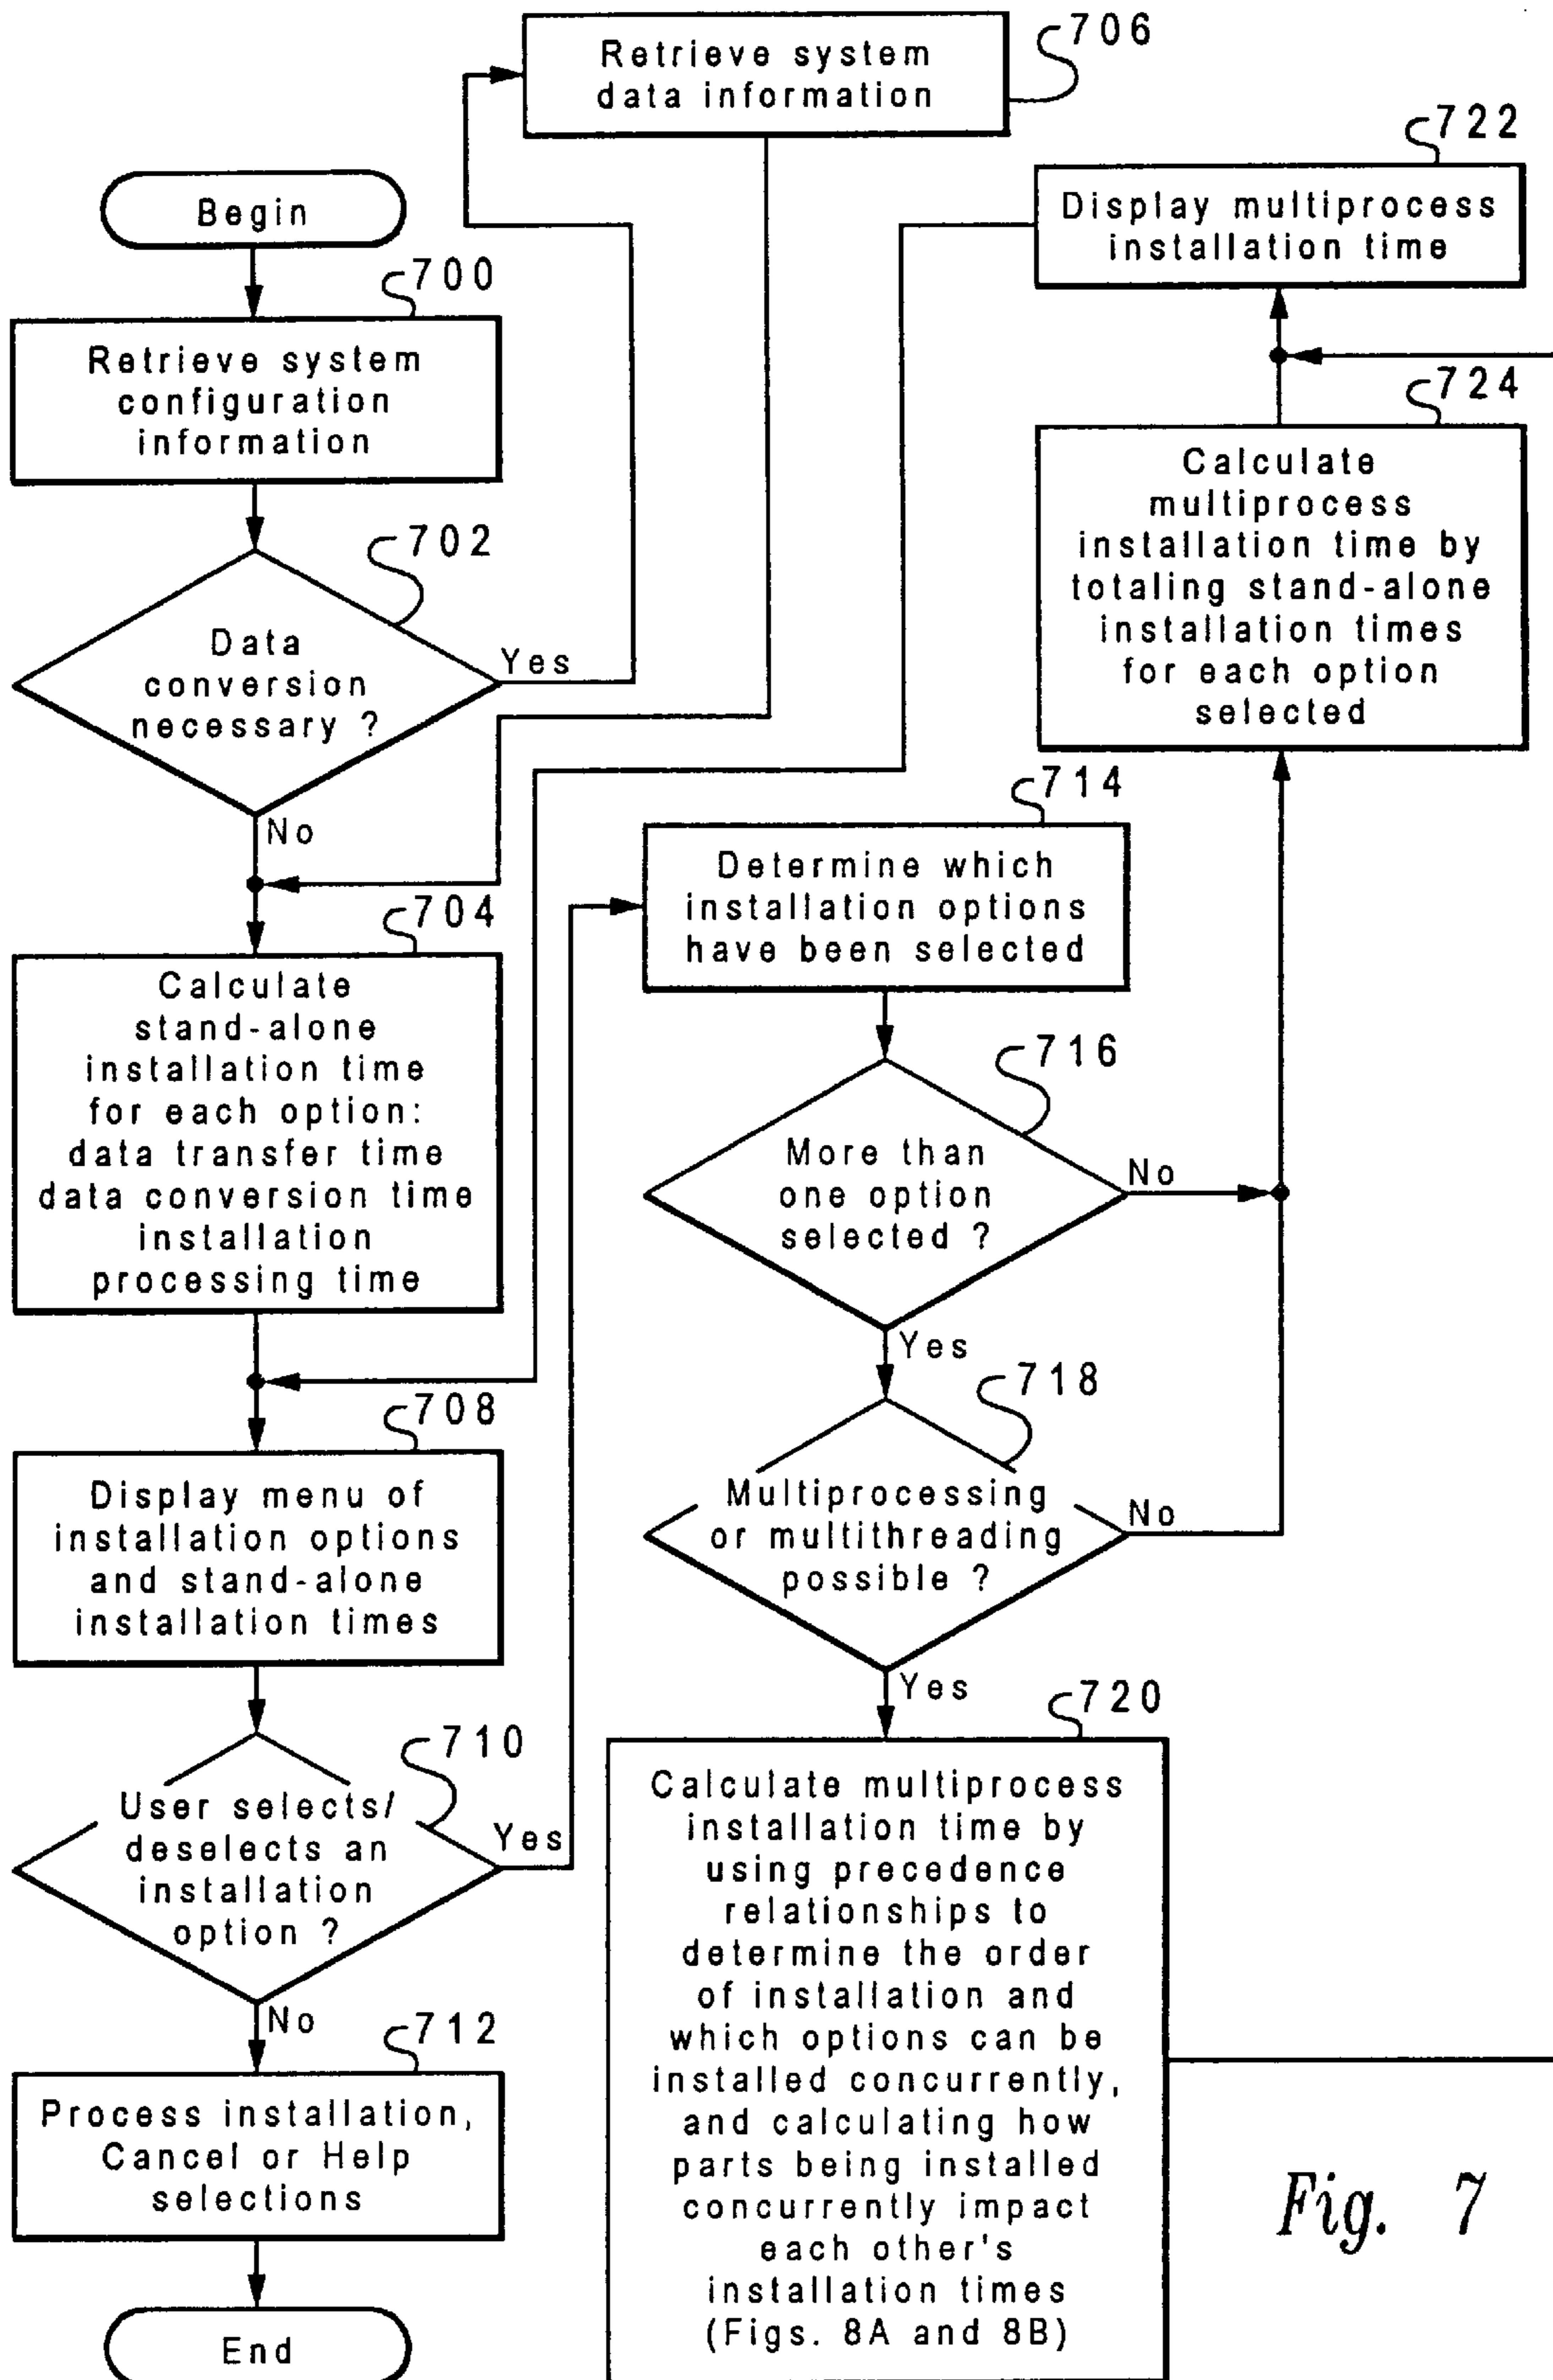 Retrieve system
data information
706
Begin
700
Retrieve system
configuration
information
702
Data
conversion
necessary ?
Yes
No
704
Calculate
stand-alone
installation time
for each option:
data transfer time
data conversion time
installation
processing time
708
Display menu of
installation options
and stand-alone
installation times
710
User selects/
deselects an
installation
option ?
Yes
No
712
Process installation,
Cancel or Help
selections
End
714
Determine which
installation options
have been selected
716
More than
one option
selected ?
No
Yes
718
Multiprocessing
or multithreading
possible ?
No
Yes
720
Calculate multiprocess
installation time by
using precedence
relationships to
determine the order
of installation and
which options can be
installed concurrently,
and calculating how
parts being installed
concurrently impact
each other's
installation times
(Figs. 8A and 8B)
722
Display multiprocess
installation time
724
Calculate
multiprocess
installation time by
totaling stand-alone
installation times
for each option
selected
Fig. 7